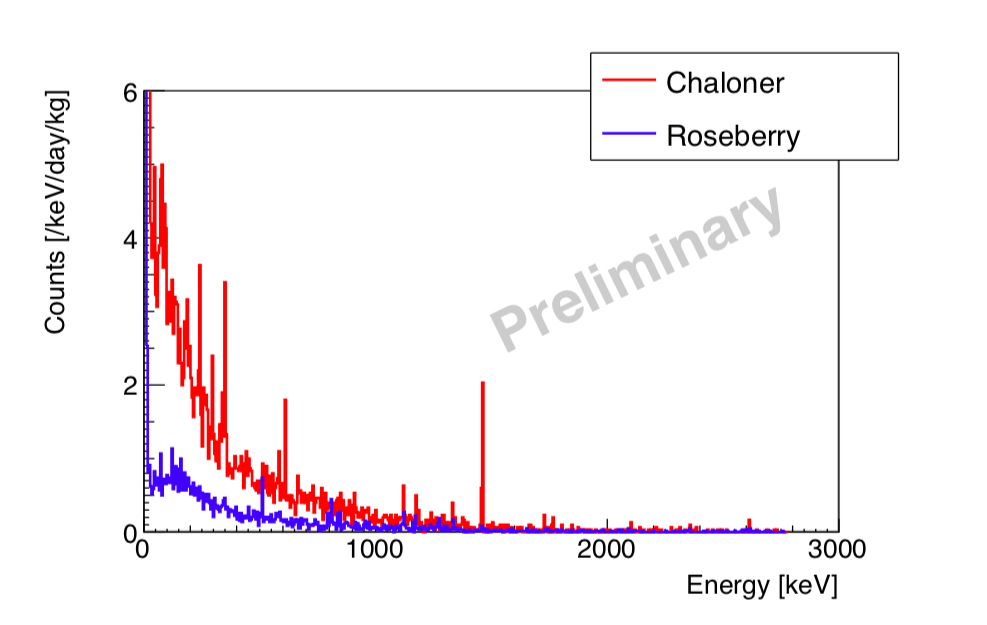 Chaloner
Roseberry
Counts [/keV/day/kg]
6
4
2
0
Preliminary
0 1000 2000 3000
Energy [keV]